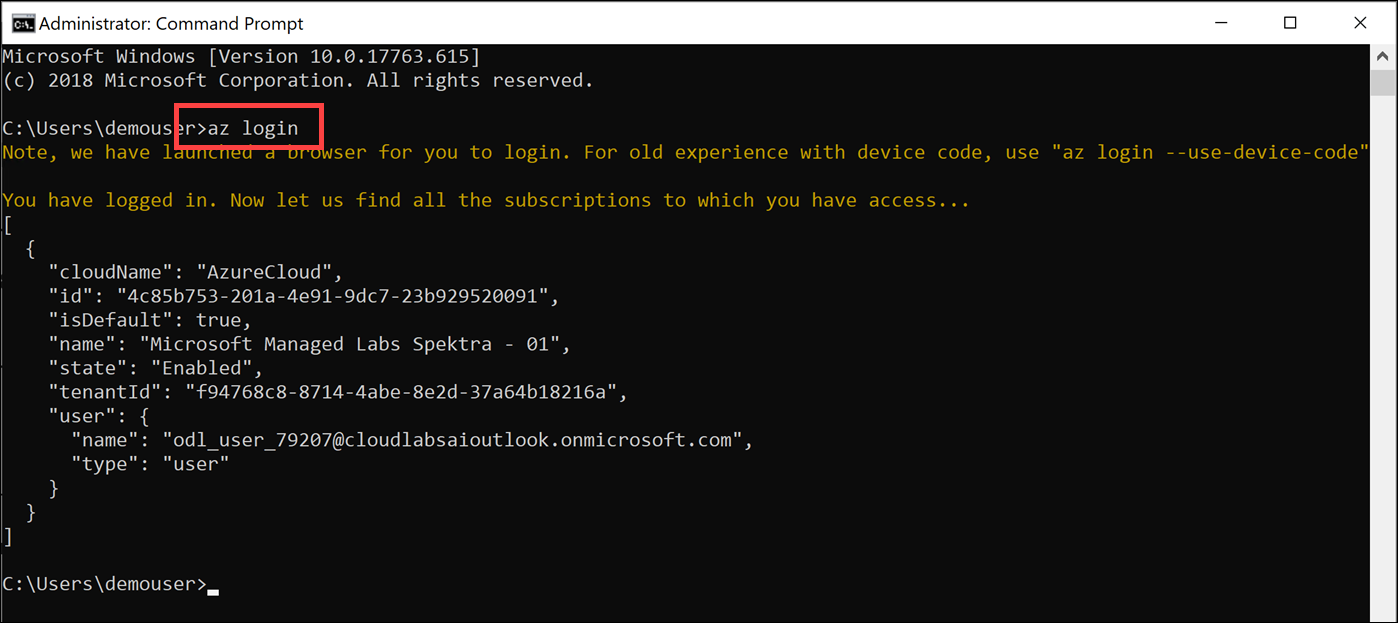 Administrator: Command Prompt
Microsoft Windows [Version 10.0.17763.615]
(c) 2018 Microsoft Corporation. All rights reserved.
C:\Users\demouser>az login
Note, we have launched a browser for you to login. For old experience with device code, use "az login --use-device-code"
You have logged in. Now let us find all the subscriptions to which you have access...
[
  {
    "cloudName": "AzureCloud",
    "id": "4c85b753-201a-4e91-9dc7-23b929520091",
    "isDefault": true,
    "name": "Microsoft Managed Labs Spektra - 01",
    "state": "Enabled",
    "tenantId": "f94768c8-8714-4abe-8e2d-37a64b18216a",
    "user": {
      "name": "odl_user_79207@cloudlabsaioutlook.onmicrosoft.com",
      "type": "user"
    }
  }
]
C:\Users\demouser>